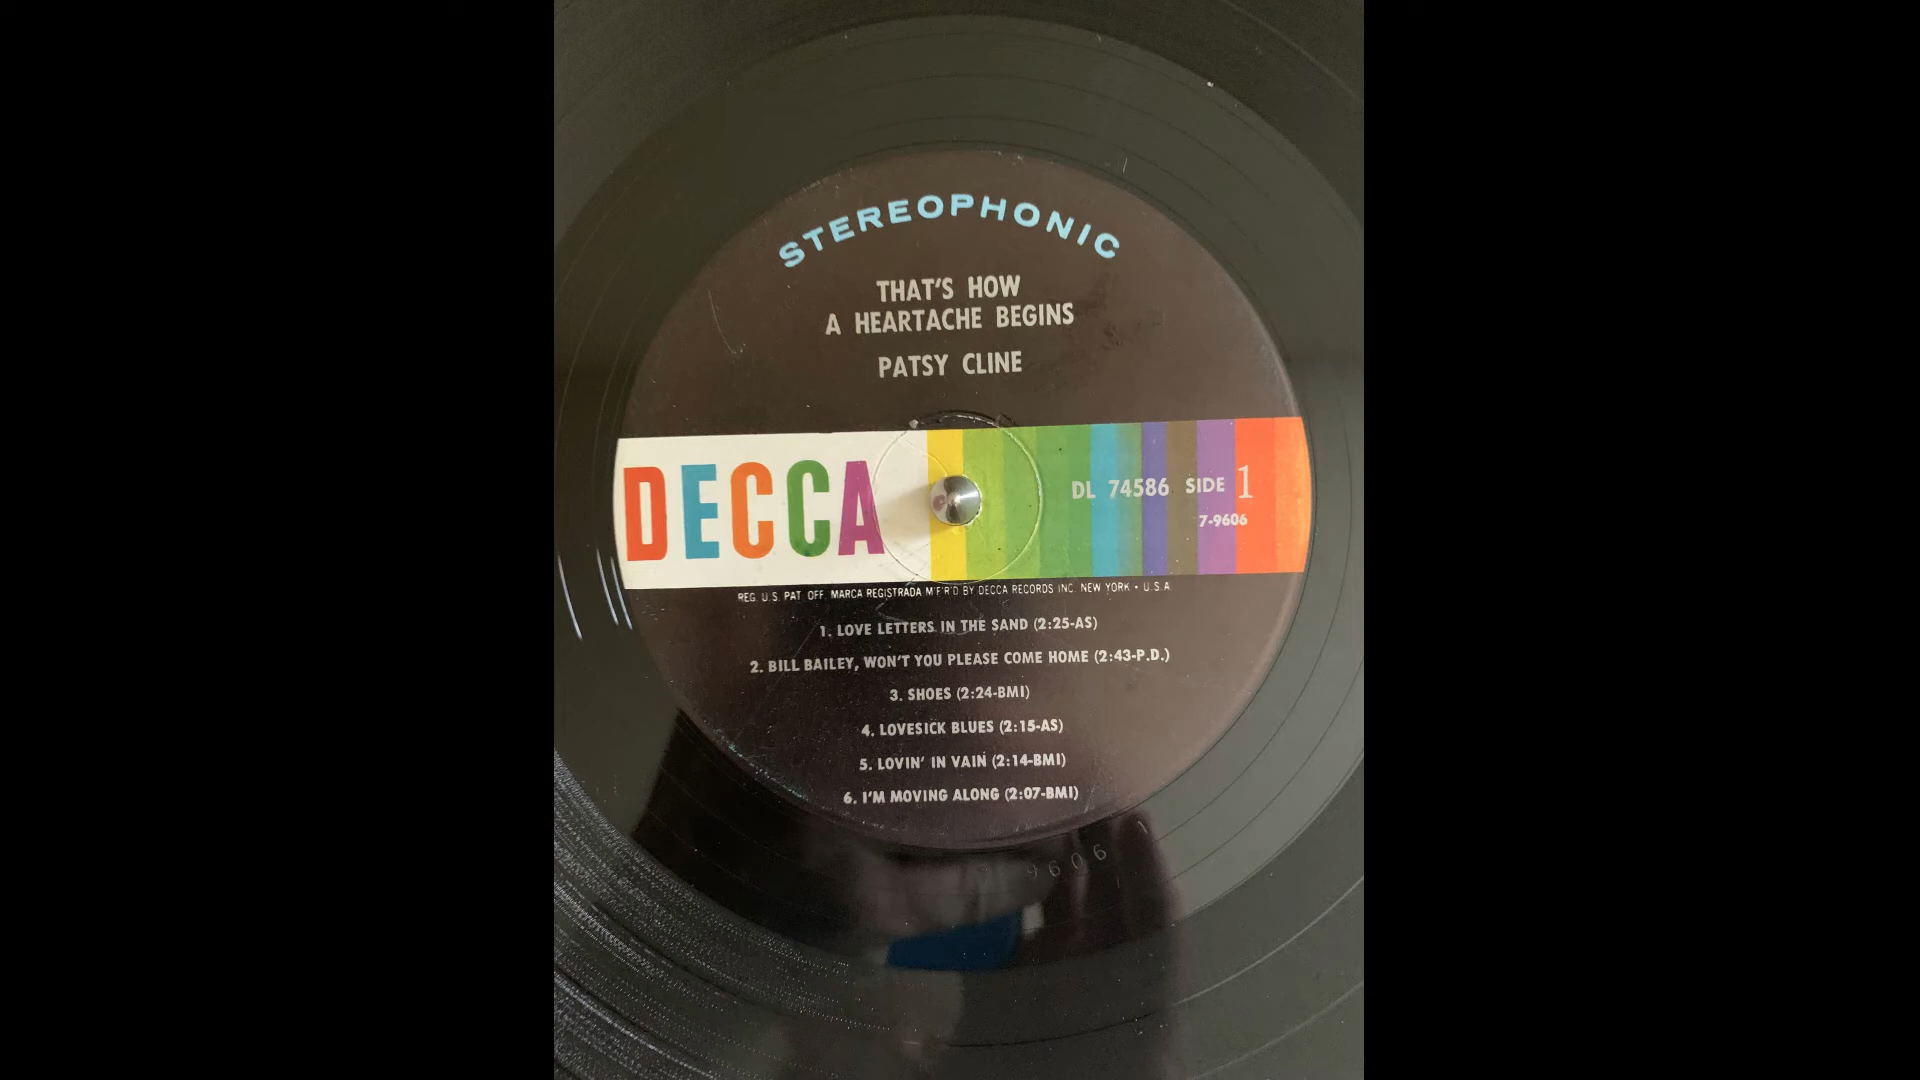 STEREOPHONIC
THAT'S HOW
A HEARTACHE BEGINS
PATSY CLINE
DECCA
DL 74586 SIDE 1
7-9606
REG. U.S. PAT. OFF. MARCA REGISTRADA M'F'R'D BY DECCA RECORDS INC. NEW YORK • U.S.A.
1. LOVE LETTERS IN THE SAND (2:25-AS)
2. BILL BAILEY, WON'T YOU PLEASE COME HOME (2:43-P.D.)
3. SHOES (2:24-BMI)
4. LOVESICK BLUES (2:15-AS)
5. LOVIN' IN VAIN (2:14-BMI)
6. I'M MOVING ALONG (2:07-BMI)
9606